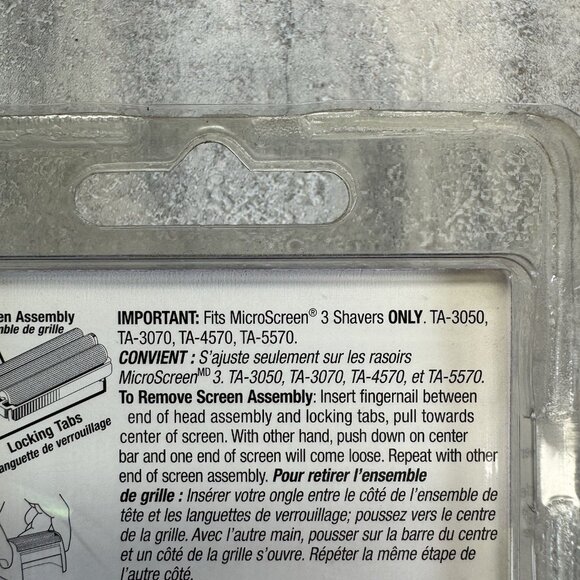 en Assembly
ble de grille
Locking Tabs
anguette de verrouillage
IMPORTANT: Fits MicroScreen® 3 Shavers ONLY. TA-3050,
TA-3070, TA-4570, TA-5570.
CONVIENT : S'ajuste seulement sur les rasoirs
MicroScreenMD 3. TA-3050, TA-3070, TA-4570, et TA-5570.
To Remove Screen Assembly: Insert fingernail between
end of head assembly and locking tabs, pull towards
center of screen. With other hand, push down on center
bar and one end of screen will come loose. Repeat with other
end of screen assembly. Pour retirer l'ensemble
de grille : Insérer votre ongle entre le côté de l'ensemble de
tête et les languettes de verrouillage; poussez vers le centre
de la grille. Avec l'autre main, pousser sur la barre du centre
et un côté de la grille s'ouvre. Répéter la même étape de
l'autre côté.